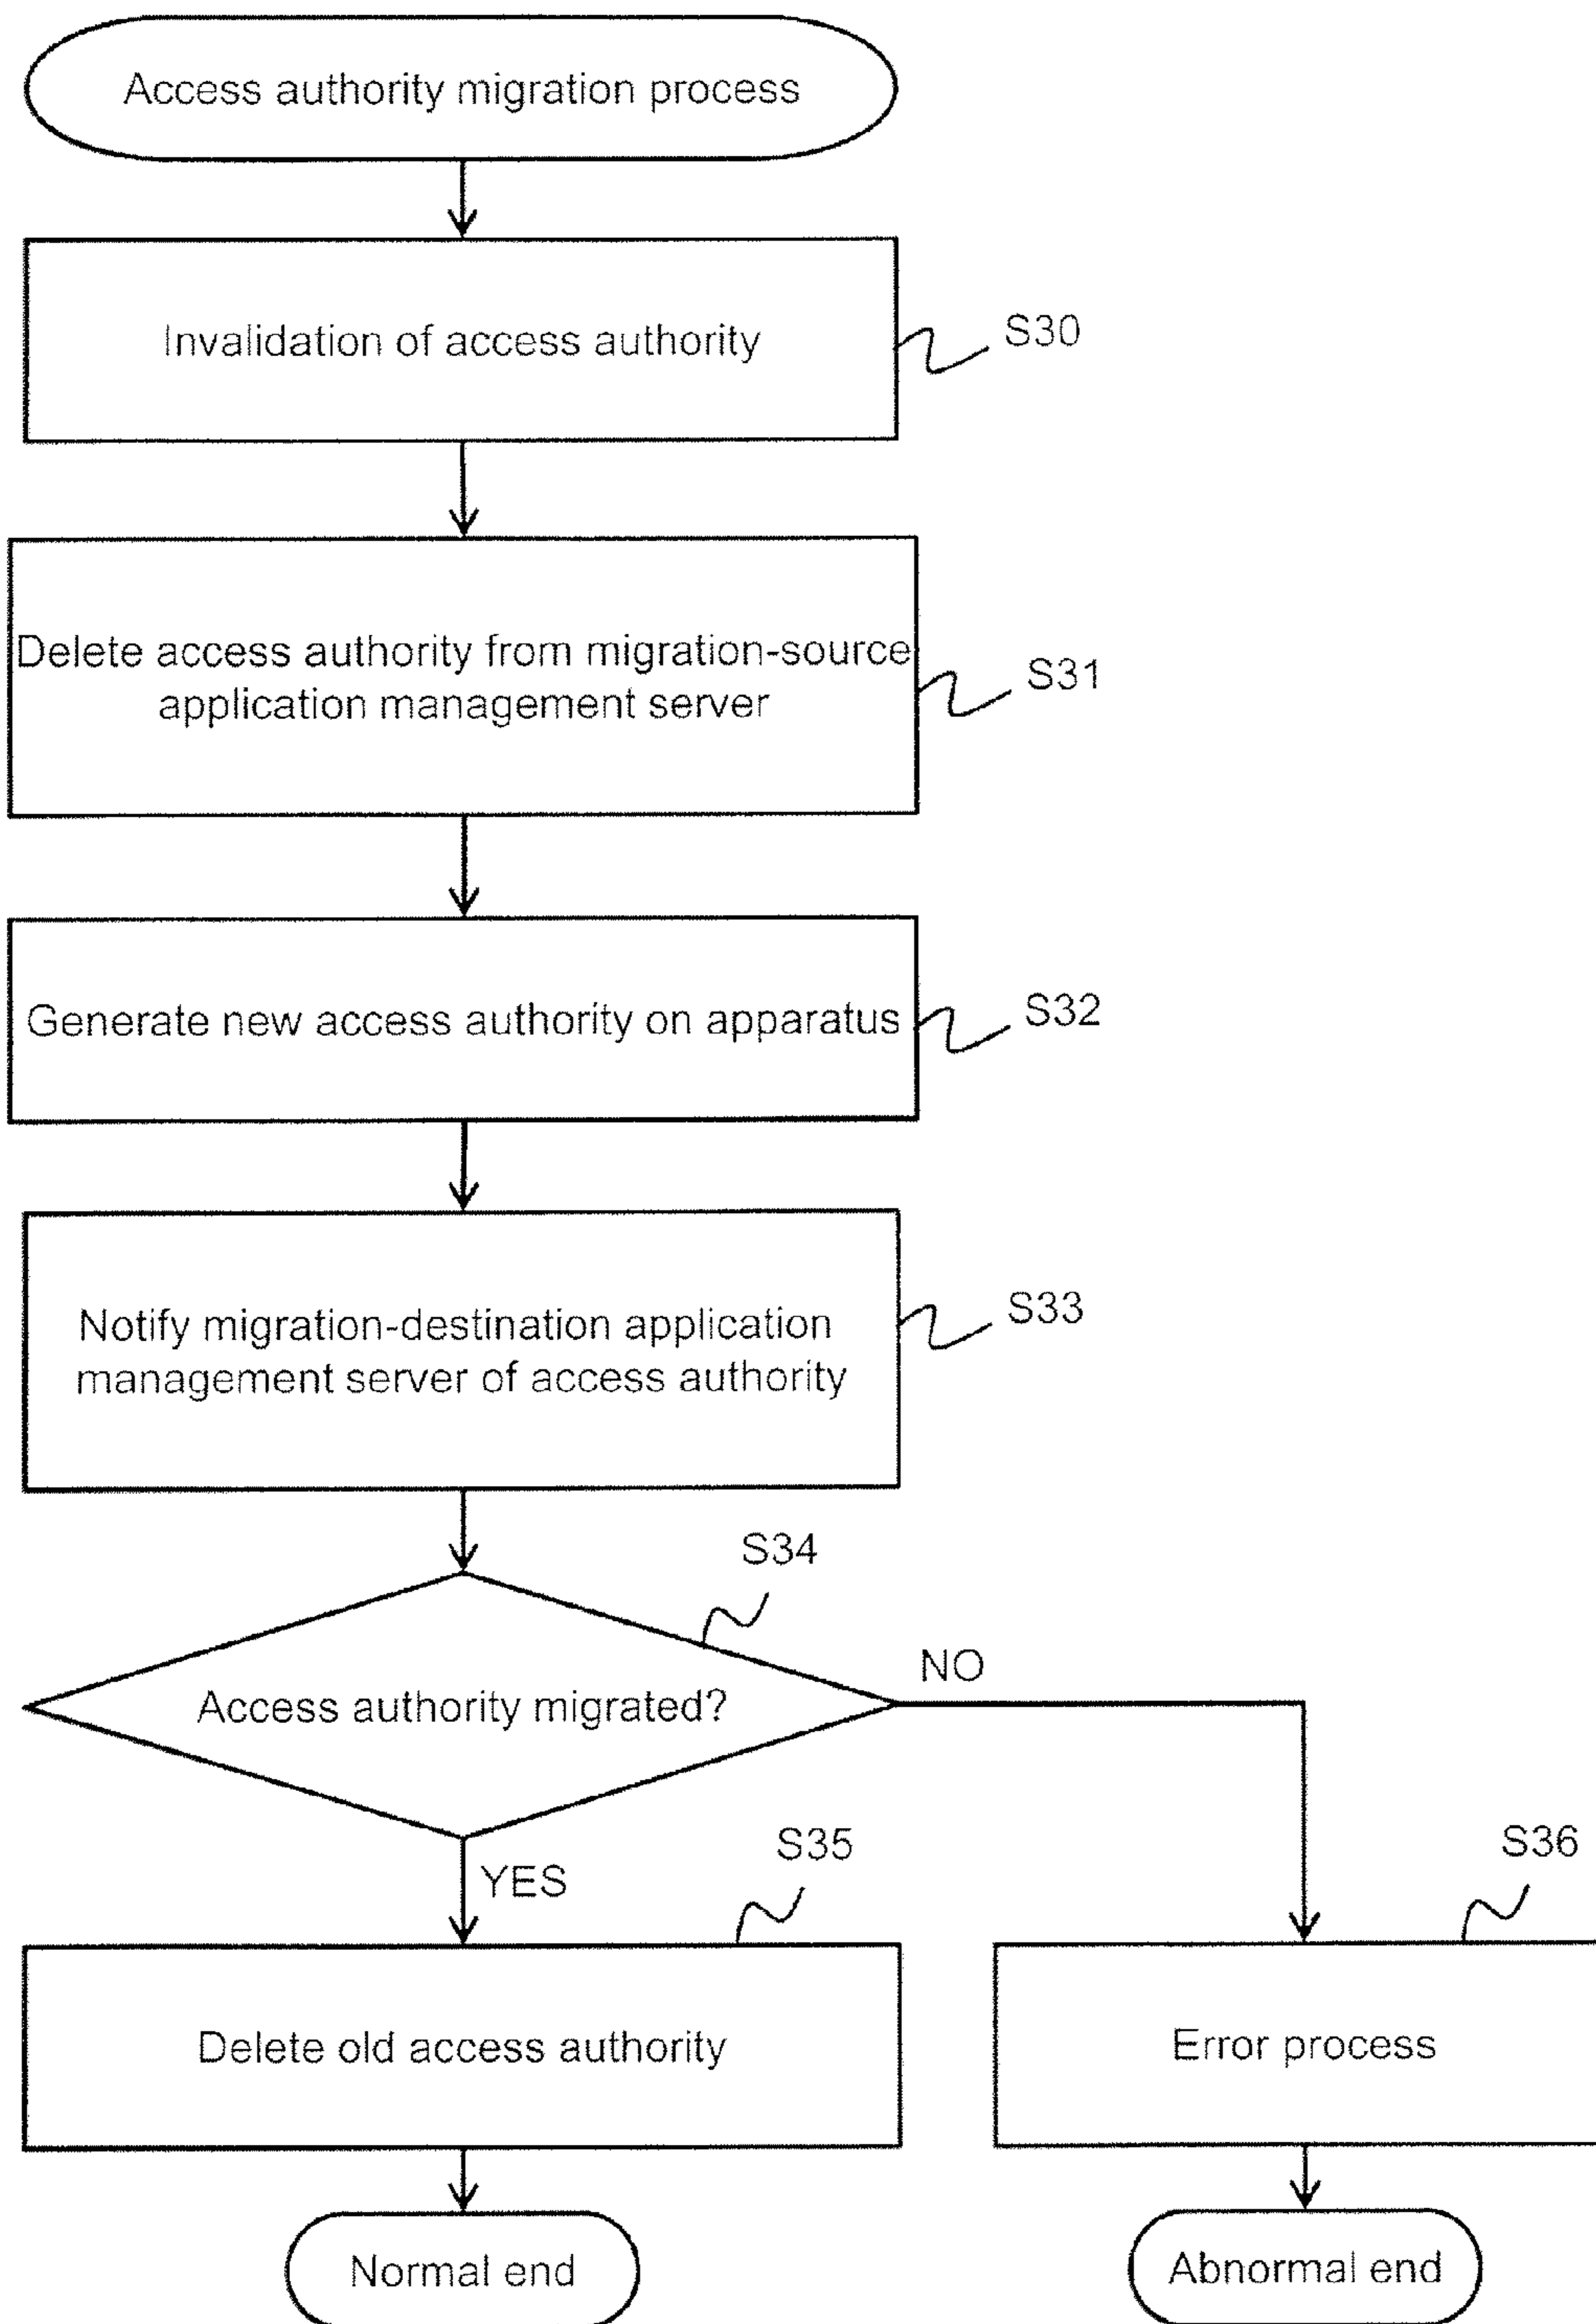 Access authority migration process
Invalidation of access authority
S30
Delete access authority from migration-source
application management server
S31
Generate new access authority on apparatus
S32
Notify migration-destination application
management server of access authority
S33
S34
Access authority migrated?
NO
YES
S35
S36
Delete old access authority
Error process
Normal end
Abnormal end